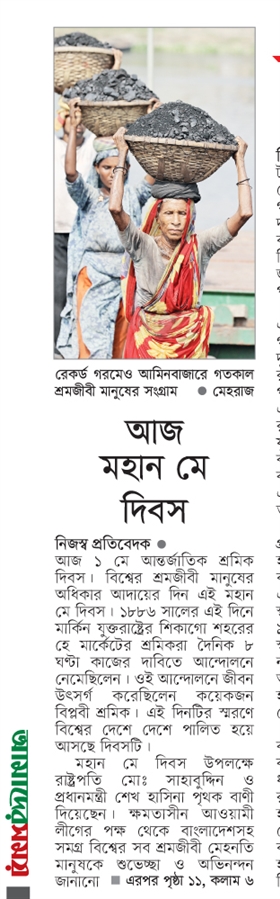 রেকর্ড গরমেও আমিনবাজারে গতকাল
শ্রমজীবী মানুষের সংগ্রাম ● মেহরাজ
আজ
মহান মে
দিবস
নিজস্ব প্রতিবেদক ●
আজ ১ মে আন্তর্জাতিক শ্রমিক
দিবস। বিশ্বের শ্রমজীবী মানুষের
অধিকার আদায়ের দিন এই মহান
মে দিবস। ১৮৮৬ সালের এই দিনে
মার্কিন যুক্তরাষ্ট্রের শিকাগো শহরের
হে মার্কেটের শ্রমিকরা দৈনিক ৮
ঘণ্টা কাজের দাবিতে আন্দোলনে
নেমেছিলেন। ওই আন্দোলনে জীবন
উৎসর্গ করেছিলেন কয়েকজন
বিপ্লবী শ্রমিক। এই দিনটির স্মরণে
বিশ্বের দেশে দেশে পালিত হয়ে
আসছে দিবসটি।
মহান মে দিবস উপলক্ষে
রাষ্ট্রপতি মোঃ সাহাবুদ্দিন ও
প্রধানমন্ত্রী শেখ হাসিনা পৃথক বাণী
দিয়েছেন। ক্ষমতাসীন আওয়ামী
লীগের পক্ষ থেকে বাংলাদেশসহ
সমগ্র বিশ্বের সব শ্রমজীবী মেহনতি
মানুষকে শুভেচ্ছা ও অভিনন্দন
জানানো ■ এরপর পৃষ্ঠা ১১, কলাম ৬
আমাদের সময়